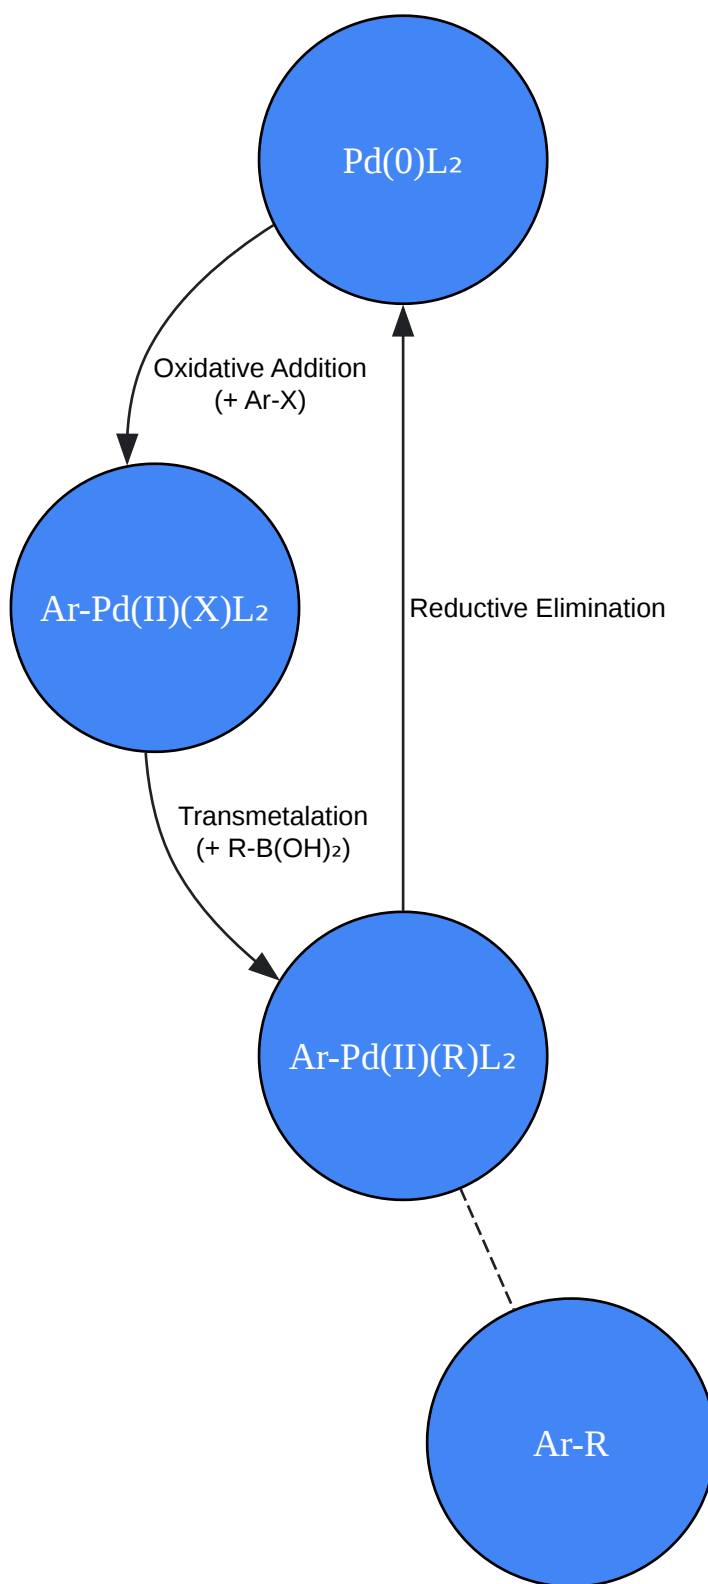 Pd(0)L₂
Oxidative Addition
(+ Ar-X)
Ar-Pd(II)(X)L₂
Reductive Elimination
Transmetalation
(+ R-B(OH)₂)
Ar-Pd(II)(R)L₂
Ar-R